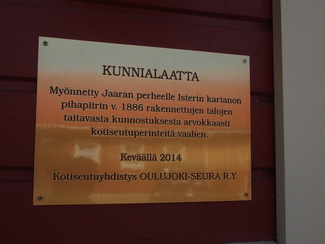 KUNNIALAATTA
Myönnetty Jaaran perheelle Isterin kartanon
pihapiirin v. 1886 rakennettujen talojen
taitavasta kunnostuksesta arvokkaasti
kotiseutuperinteitä vaalien.
Keväällä 2014
Kotiseutuyhdistys OULUJOKI-SEURA R.Y.